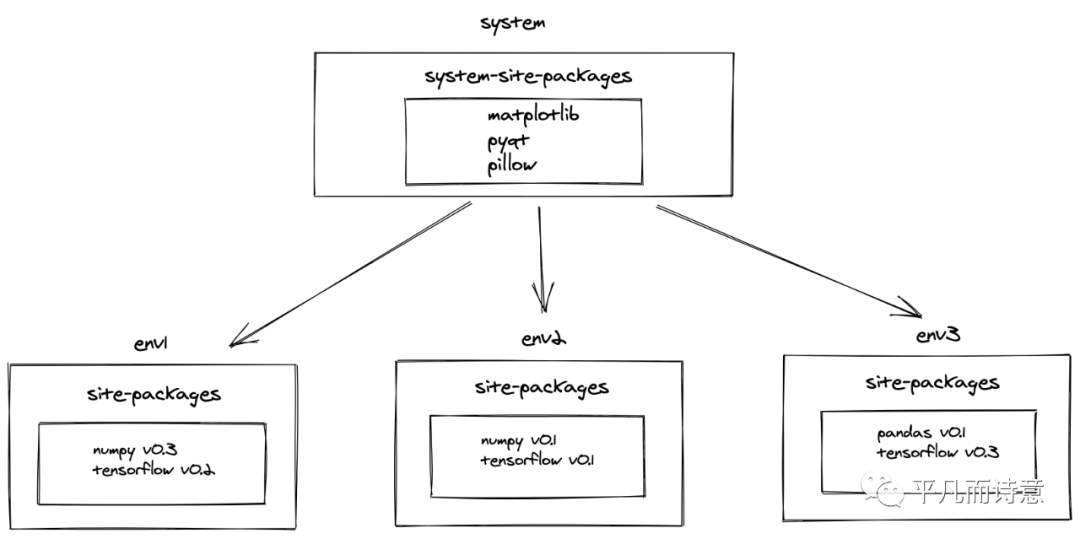 system
system-site-packages
matplotlib
pyqt
pillow
env1
env2
env3
site-packages
numpy v0.3
tensorflow v0.2
site-packages
numpy v0.1
tensorflow v0.1
site-packages
pandas v0.1
tensorflow v0.3
平凡而诗意